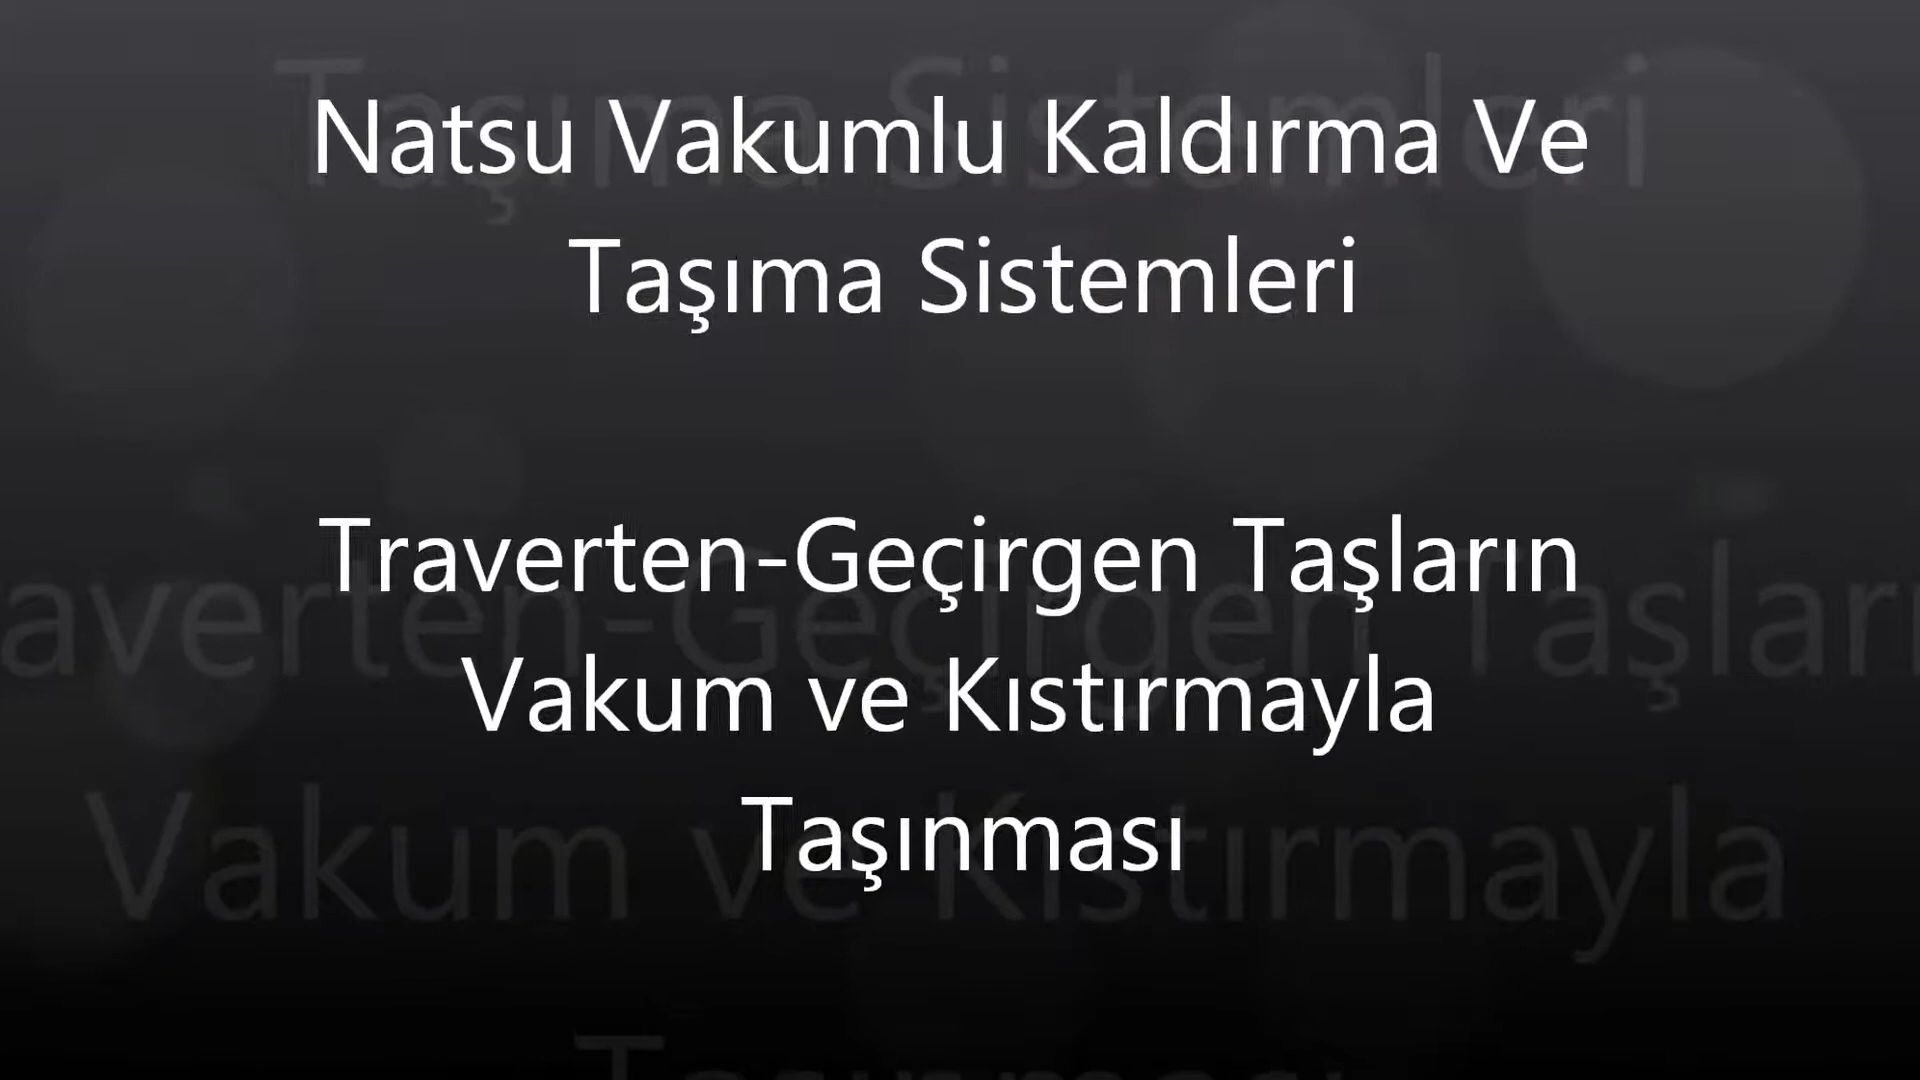 Natsu Vakumlu Kaldırma Ve
Taşıma Sistemleri
Traverten-Geçirgen Taşların
Vakum ve Kıstırmayla
Taşınması